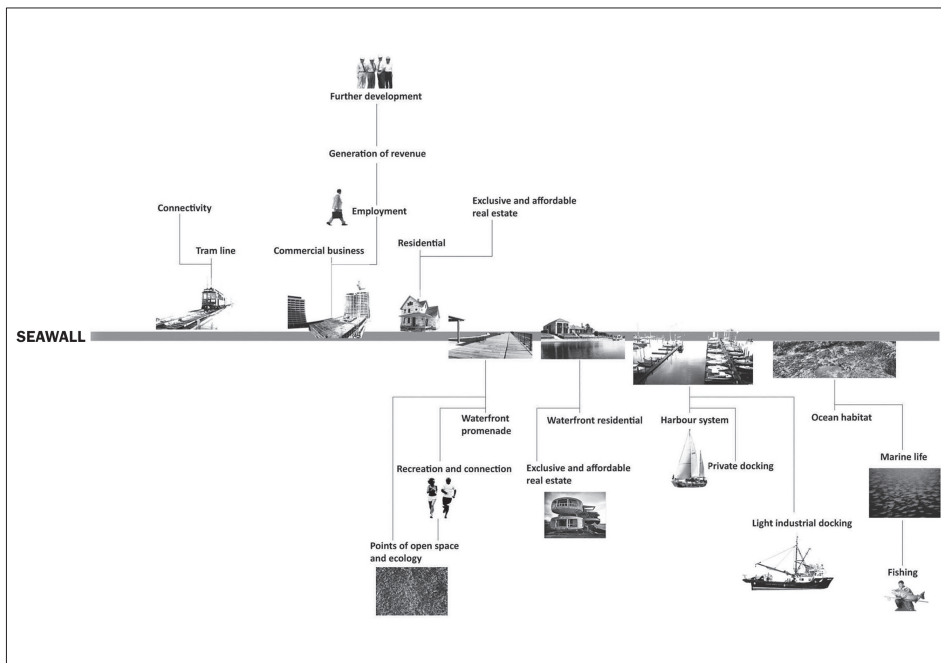 Further development
Generation of revenue
Employment
Connectivity
Exclusive and affordable
real estate
Tram line
Commercial business
Residential
SEAWALL
Waterfront
promenade
Waterfront residential
Harbour system
Ocean habitat
Recreation and connection
Exclusive and affordable
real estate
Private docking
Marine life
Points of open space
and ecology
Light industrial docking
Fishing